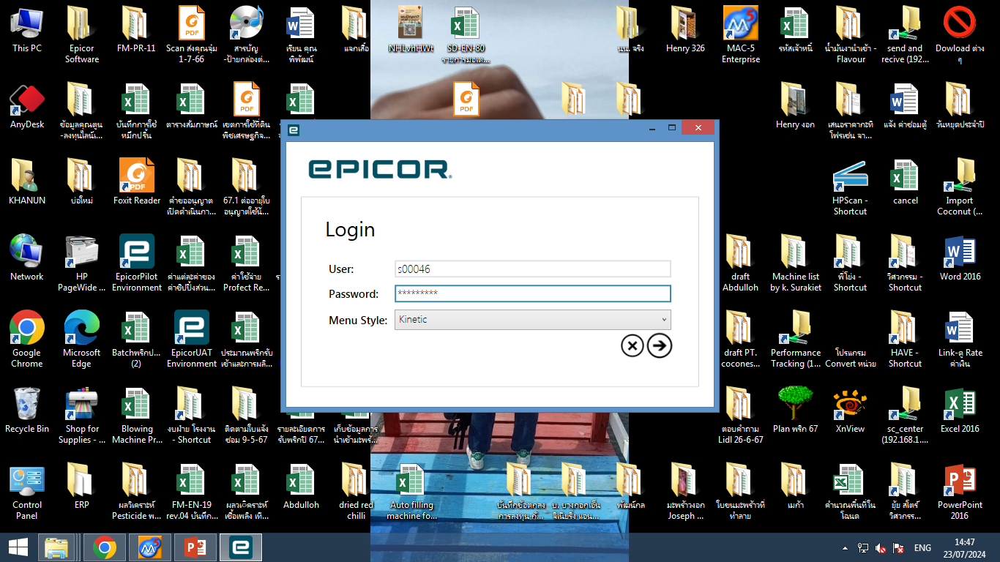 This PC
Epicor
Software
FM-PR-11
Scan ส่งคุณจุ๋ม
1-7-66
สารบัญ
-ป้ายกล่องต่...
เรียน คุณ
พิพัฒน์
แจกเสื้อ
NHLvhHWt
SD-EN-80
รายการมอเต...
นน. จริง
Henry 326
MAC-5
Enterprise
รหัสเจ้าหนี้
น้ำมันงานำเข้า -
Flavour
send and
recive (192...
Dowload ต่าง
ๆ
AnyDesk
ข้อมูลคุณตูน
-ลงทุนไลน์เ...
บันทึกการใช้
หมึกปริ้น
ตารางสัมภาษณ์
เขตการใช้ที่ดิน
พืชเศรษฐกิจ...
Henry งอก
เสนอราคากะทิ
โฟรเซ่น จา...
แจ้ง ค่าซ่อมตู้
วันหยุดประจำปี
EPICOR
Login
User:
s00046
Password:
*********
Menu Style:
Kinetic
KHANUN
บ่อใหม่
Foxit Reader
คำขออนุญาต
เปิดดำเนินกา...
67.1 ต่ออายุใบ
อนุญาตใช้น้...
HPScan -
Shortcut
cancel
Import
Coconut (...
Network
HP
PageWide ...
EpicorPilot
Environment
ค่าแต่ละค่าของ
ค่าชิปปิ้งส่วน...
ค่าใช้จ่าย
Prefect Re...
draft
Abdulloh
Machine list
by k. Surakiet
พี่โย่ง -
Shortcut
วิศวกรรม -
Shortcut
Word 2016
Google
Chrome
Microsoft
Edge
Batchพริกป...
(2)
EpicorUAT
Environment
ประมาณพริกรับ
เข้าและการผลิ...
draft PT.
cocones...
Performance
Tracking (1...
โปรแกรม
Convert หน่วย
HAVE -
Shortcut
Link-ดู Rate
ค่าเงิน
Recycle Bin
Shop for
Supplies - ...
Blowing
Machine Pr...
งบฝ่าย โรงงาน
- Shortcut
ติดตามใบแจ้ง
ซ่อม 9-5-67
รายละเอียดการ
รับพริกปี 67...
เก็บข้อมูลการ
นำเข้ามะพร้...
ตอบคำถาม
Lidl 26-6-67
Plan พริก 67
XnView
sc_center
(192.168.1....
Excel 2016
Control
Panel
ERP
ผลวิเคราะห์
Pesticide พ...
FM-EN-19
rev.04 บันทึก...
ผลวิเคราะห์
เชื้อเพลิง เที...
Abdulloh
dried red
chilli
Auto filling
machine fo...
บันทึกข้อตกลง
การลงทุน กั...
บ. บางกอกเอ็น
จิเนียริ่ง แอน...
พัฒน์กล
มะพร้าวงอก
Joseph ...
ใบขนมะพร้าวที่
ทำลาย
เมก้า
คำนวณพื้นที่ใน
โฉนด
ยุ้ย สโตร์
วิศวกรร...
PowerPoint
2016
ENG
14:47
23/07/2024